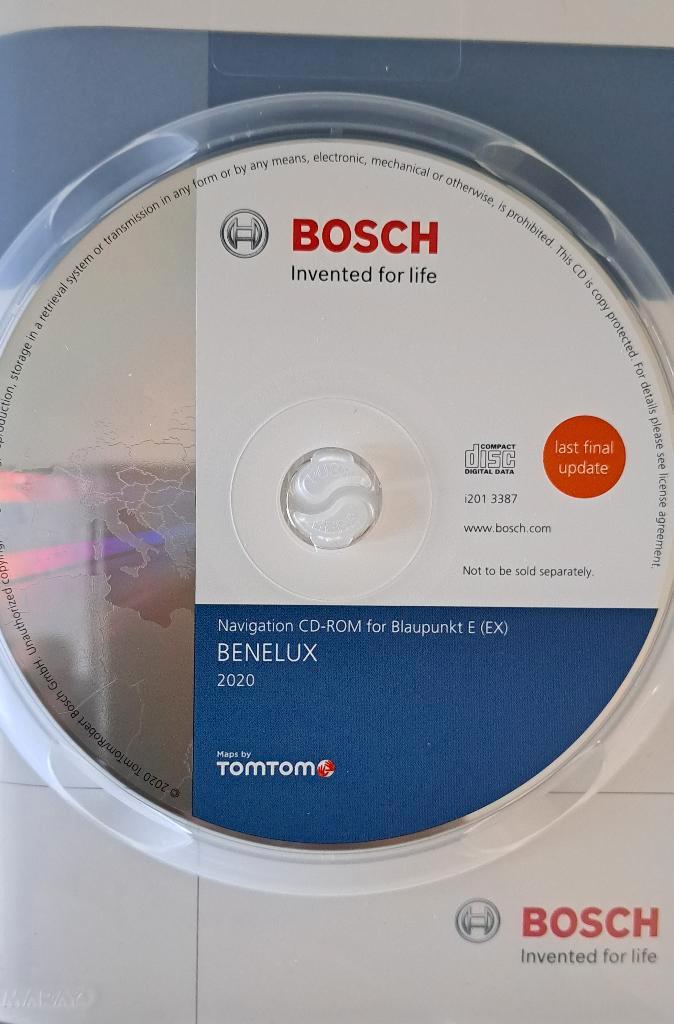 BOSCH
Invented for life
production, storage in a retrieval system or transmission in any form or by any means, electronic, mechanical or otherwise, is prohibited. This CD is copy protected. For details please see license agreement.
COMPACT
disc
DIGITAL DATA
last final
update
i201 3387
www.bosch.com
Not to be sold separately.
Navigation CD-ROM for Blaupunkt E (EX)
BENELUX
2020
Maps by
TOMTOM
© 2020 TomTom/Robert Bosch GmbH. Unauthorized copying
BOSCH
Invented for life